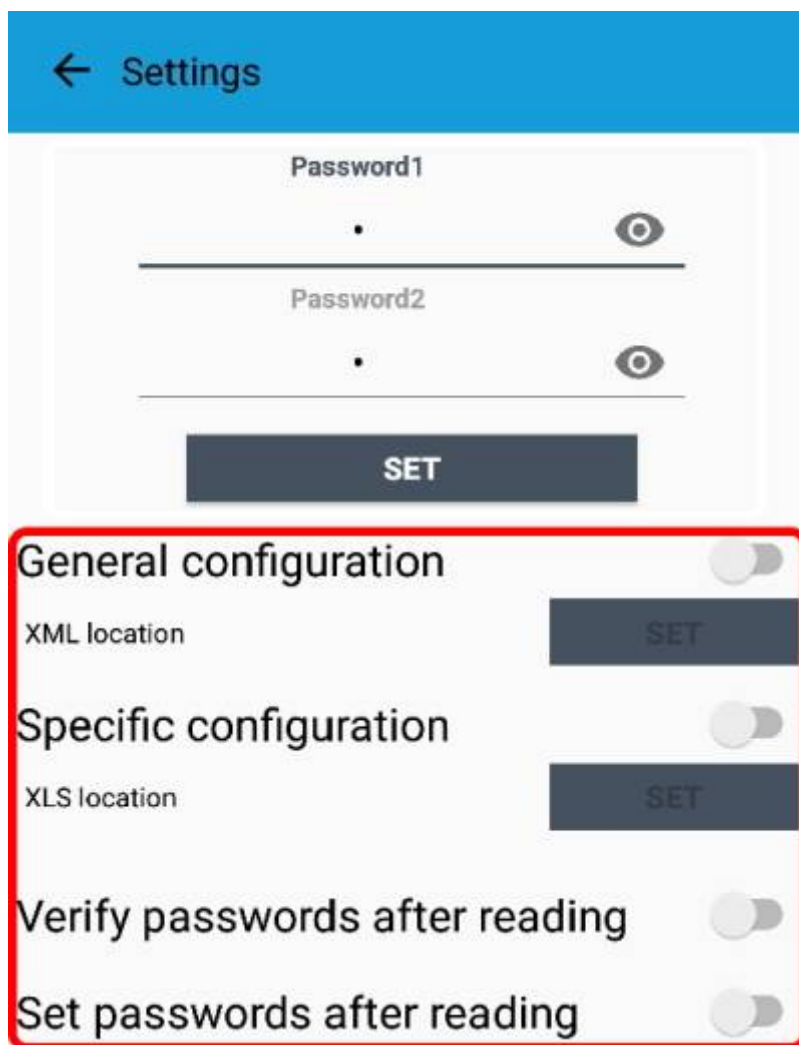 Settings
Password1
Password2
SET
General configuration
XML location
SET
Specific configuration
XLS location
SET
Verify passwords after reading
Set passwords after reading